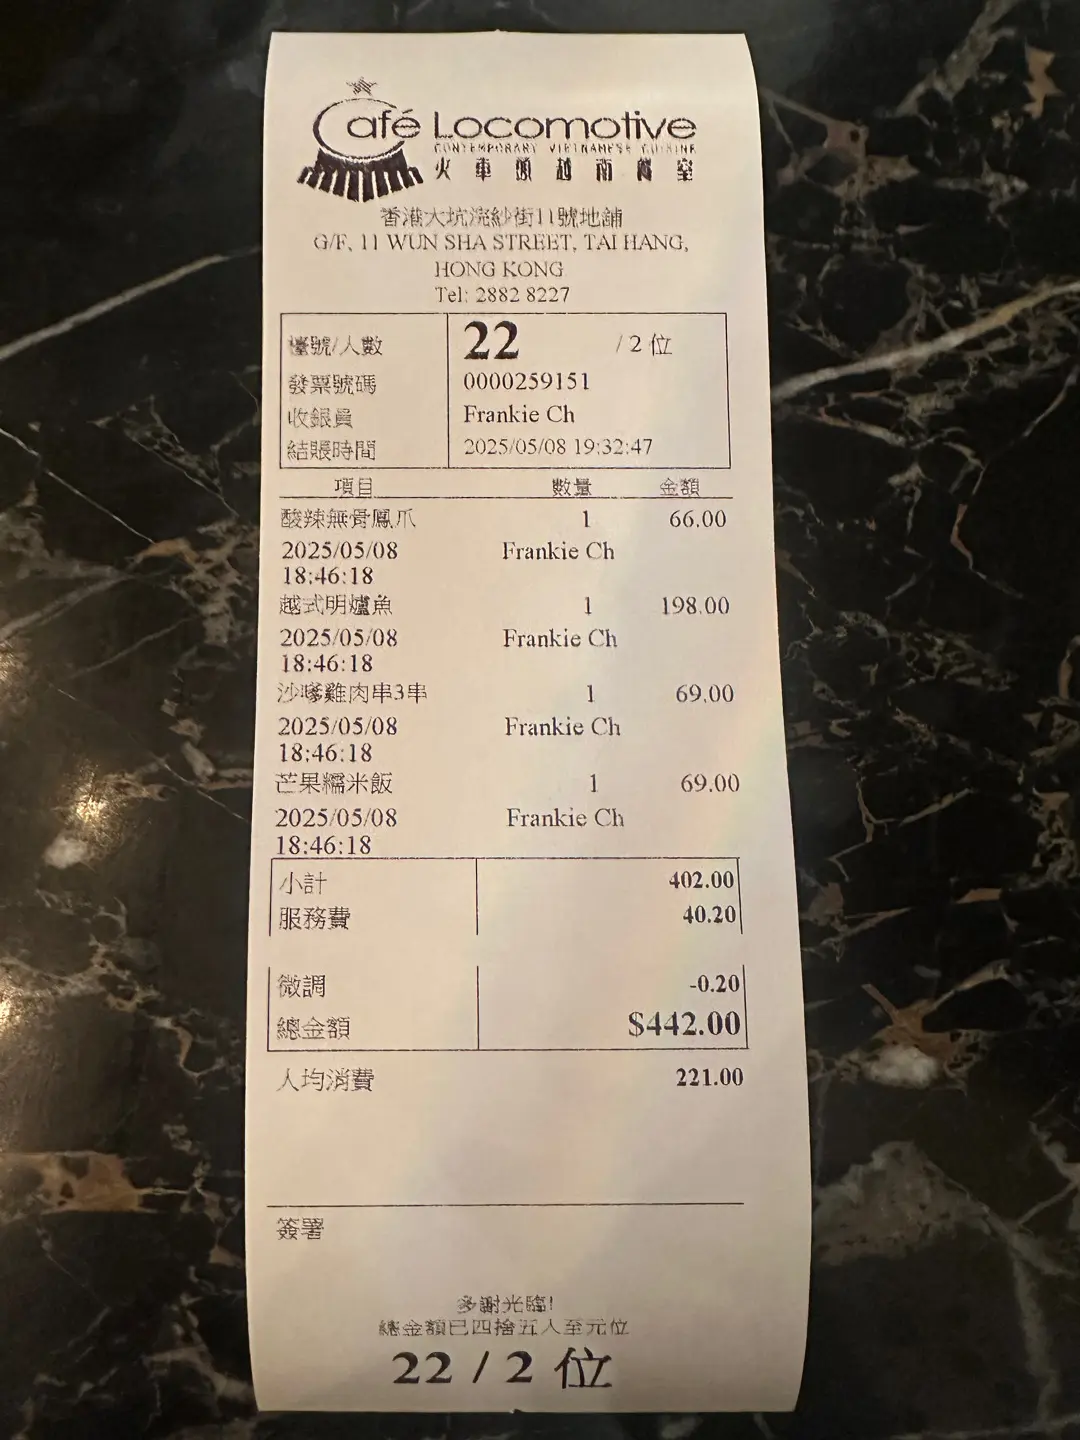 Café Locomotive
CONTEMPORARY VIETNAMESE CUISINE
火車頭越南餐室
香港大坑浣紗街11號地舖
G/F, 11 WUN SHA STREET, TAI HANG,
HONG KONG
Tel: 2882 8227
檯號/人數 22 / 2 位
發票號碼 0000259151
收銀員 Frankie Ch
結賬時間 2025/05/08 19:32:47
項目 數量 金額
酸辣無骨鳳爪 1 66.00
2025/05/08 Frankie Ch
18:46:18
越式明爐魚 1 198.00
2025/05/08 Frankie Ch
18:46:18
沙嗲雞肉串3串 1 69.00
2025/05/08 Frankie Ch
18:46:18
芒果糯米飯 1 69.00
2025/05/08 Frankie Ch
18:46:18
小計 402.00
服務費 40.20
微調 -0.20
總金額 $442.00
人均消費 221.00
簽署
多謝光臨!
總金額已四捨五入至元位
22 / 2 位